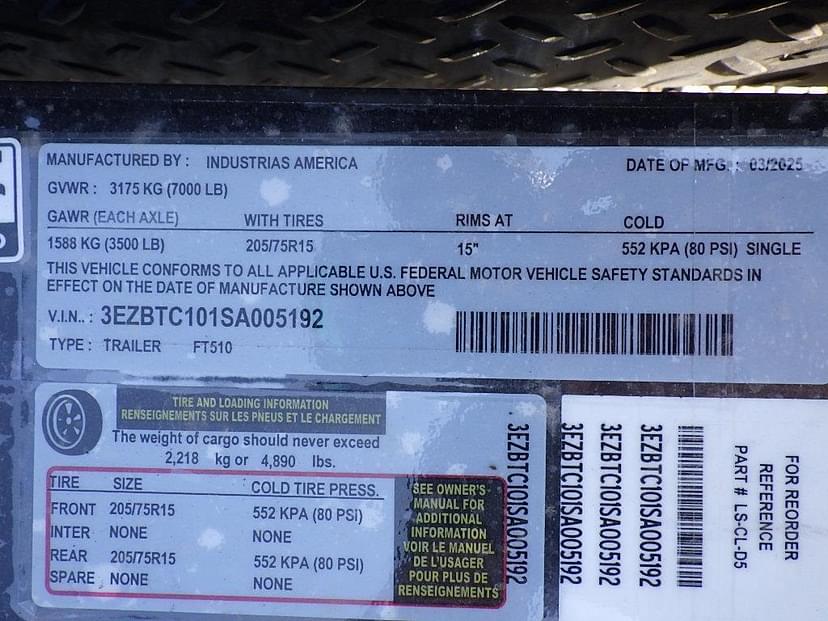 MANUFACTURED BY : INDUSTRIAS AMERICA DATE OF MFG. : 03/2025
GVWR : 3175 KG (7000 LB)
GAWR (EACH AXLE) WITH TIRES RIMS AT COLD
1588 KG (3500 LB) 205/75R15 15" 552 KPA (80 PSI) SINGLE
THIS VEHICLE CONFORMS TO ALL APPLICABLE U.S. FEDERAL MOTOR VEHICLE SAFETY STANDARDS IN
EFFECT ON THE DATE OF MANUFACTURE SHOWN ABOVE
V.I.N.. : 3EZBTC101SA005192
TYPE : TRAILER FT510
TIRE AND LOADING INFORMATION
RENSEIGNEMENTS SUR LES PNEUS ET LE CHARGEMENT
The weight of cargo should never exceed
2,218 kg or 4,890 lbs.
TIRE SIZE COLD TIRE PRESS.
FRONT 205/75R15 552 KPA (80 PSI)
INTER NONE NONE
REAR 205/75R15 552 KPA (80 PSI)
SPARE NONE NONE
SEE OWNER'S
MANUAL FOR
ADDITIONAL
INFORMATION
VOIR LE MANUEL
DE L'USAGER
POUR PLUS DE
RENSEIGNEMENTS
3EZBTC101SA005192
3EZBTC101SA005192
3EZBTC101SA005192
3EZBTC101SA005192
FOR REORDER
REFERENCE
PART # LS-CL-D5